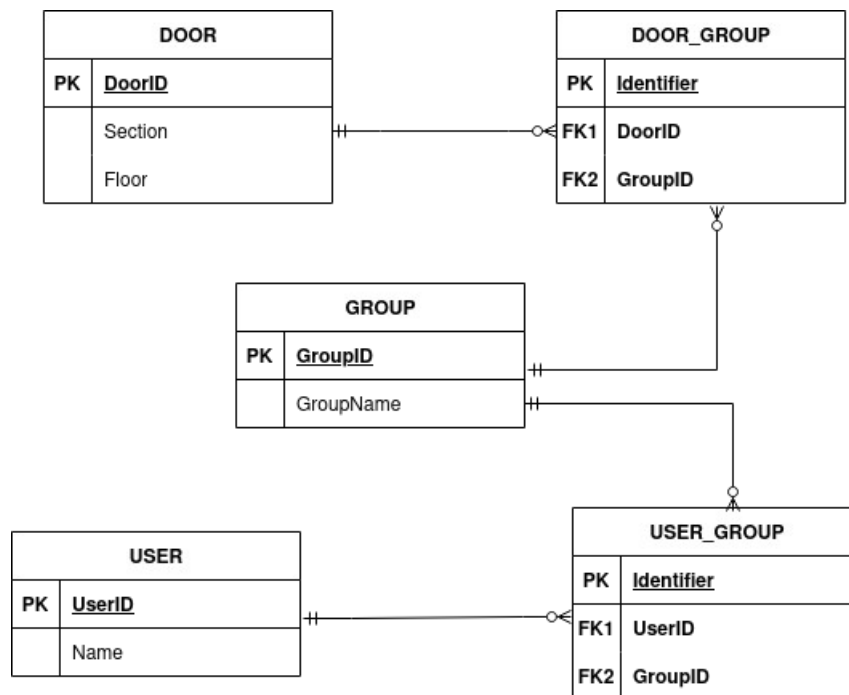 DOOR
PK DoorID
Section
Floor
DOOR_GROUP
PK Identifier
FK1 DoorID
FK2 GroupID
GROUP
PK GroupID
GroupName
USER
PK UserID
Name
USER_GROUP
PK Identifier
FK1 UserID
FK2 GroupID